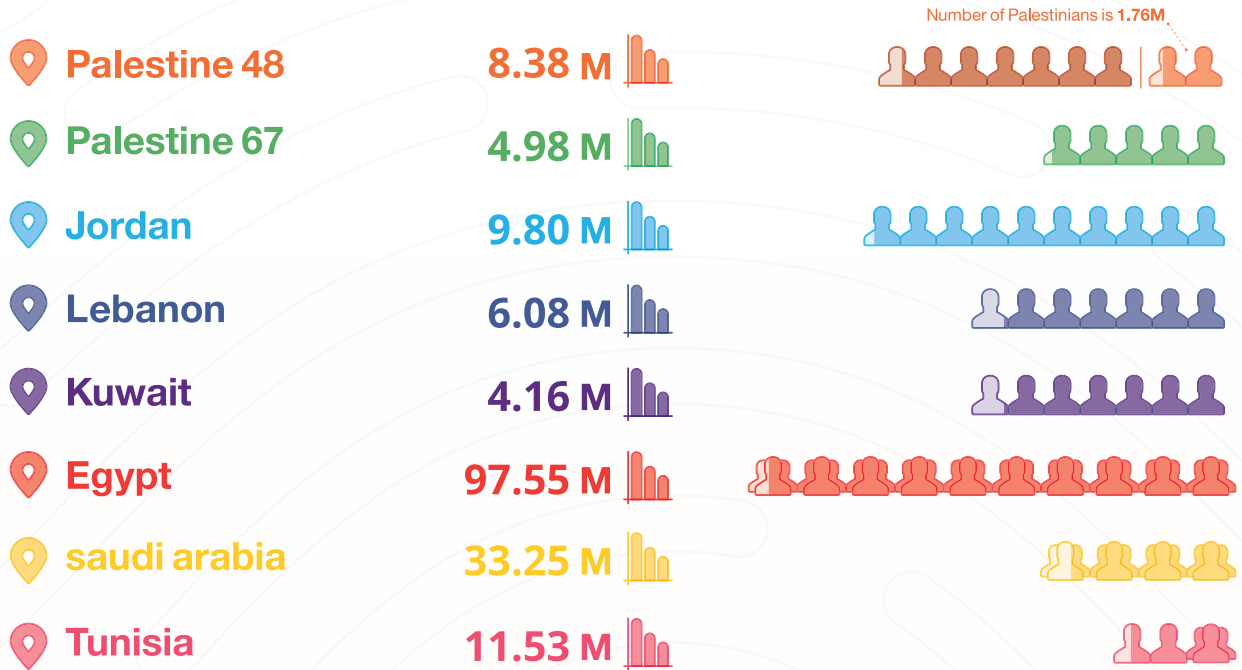 Number of Palestinians is 1.76M
Palestine 48 8.38 M
Palestine 67 4.98 M
Jordan 9.80 M
Lebanon 6.08 M
Kuwait 4.16 M
Egypt 97.55 M
saudi arabia 33.25 M
Tunisia 11.53 M